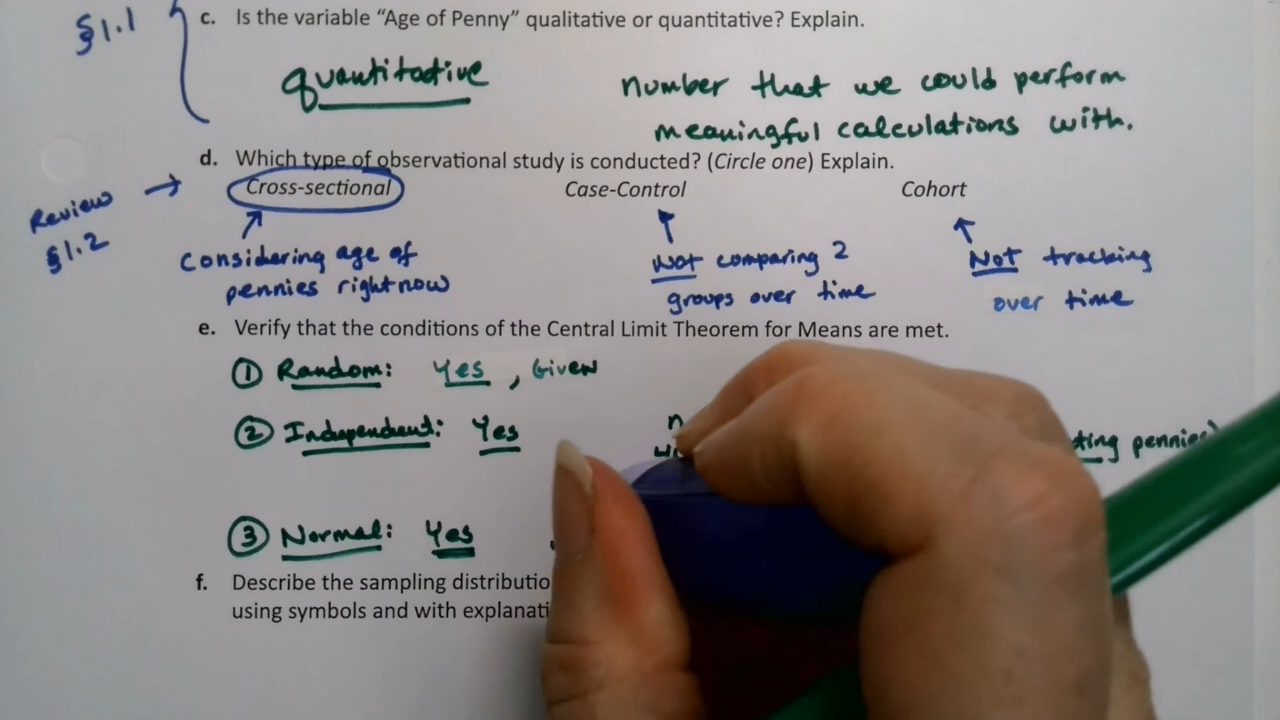 §1.1
c. Is the variable “Age of Penny” qualitative or quantitative? Explain.
quantitative
number that we could perform
meaningful calculations with.
d. Which type of observational study is conducted? (Circle one) Explain.
Review → Cross-sectional Case-Control Cohort
§1.2
Considering age of
pennies right now
Not comparing 2
groups over time
Not tracking
over time
e. Verify that the conditions of the Central Limit Theorem for Means are met.
① Random: Yes, Given
② Independent: Yes pennies)
③ Normal: Yes
f. Describe the sampling
using symbols and with